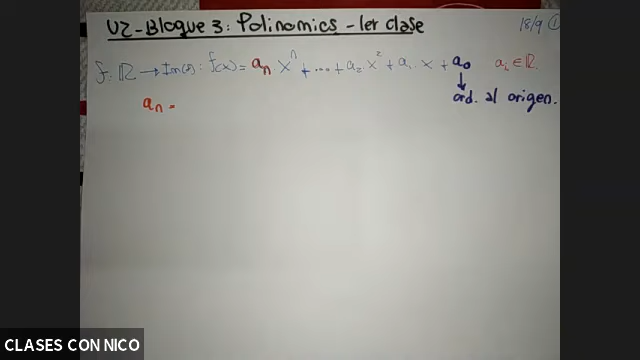 U2-Bloque 3: Polinomics - 1er clase
18/9 ①
f: ℝ → Im(f): f(x) = aₙ xⁿ + ... + a₂ x² + a₁ x + a₀ aᵢ ∈ ℝ.
ord. al origen.
aₙ =
CLASES CON NICO